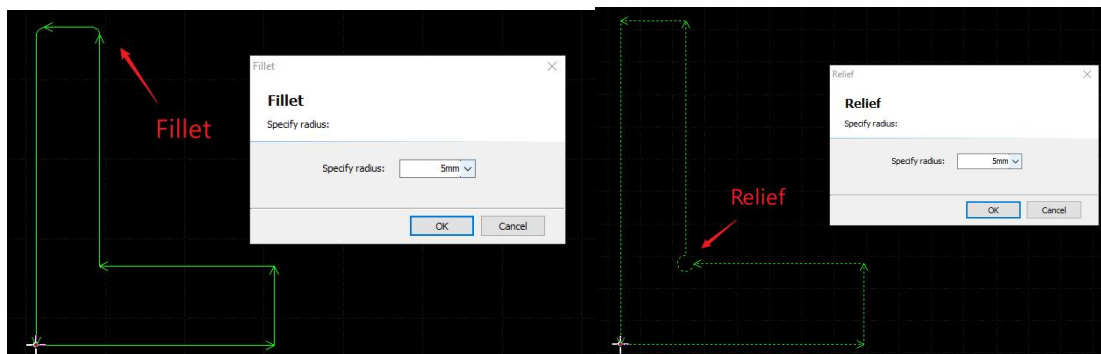 Fillet
Fillet
Specify radius:
Fillet
Specify radius: 5mm
OK Cancel
Relief
Relief
Specify radius:
Specify radius: 5mm
Relief
OK Cancel